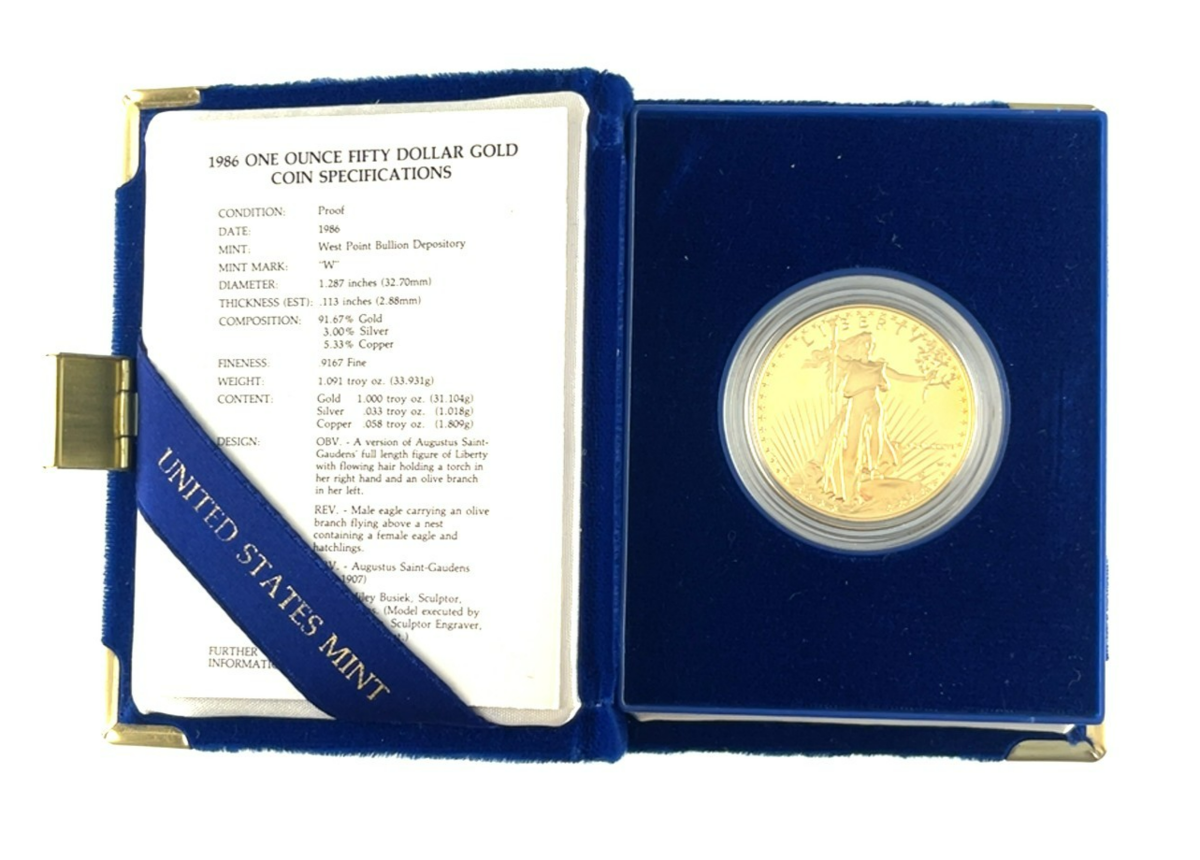 1986 ONE OUNCE FIFTY DOLLAR GOLD
COIN SPECIFICATIONS
CONDITION: Proof
DATE: 1986
MINT: West Point Bullion Depository
MINT MARK: "W"
DIAMETER: 1.287 inches (32.70mm)
THICKNESS (EST): .113 inches (2.88mm)
COMPOSITION: 91.67% Gold
3.00% Silver
5.33% Copper
FINENESS: .9167 Fine
WEIGHT: 1.091 troy oz. (33.931g)
CONTENT: Gold 1.000 troy oz. (31.104g)
Silver .033 troy oz. (1.018g)
Copper .058 troy oz. (1.809g)
DESIGN: OBV. - A version of Augustus Saint-
Gaudens' full length figure of Liberty
with flowing hair holding a torch in
her right hand and an olive branch
in her left.
REV. - Male eagle carrying an olive
branch flying above a nest
containing a female eagle and
hatchlings.
- Augustus Saint-Gaudens
1907)
Busiek, Sculptor,
(Model executed by
Sculptor Engraver,
FURTHER
UNITED STATES MINT
LIBERTY